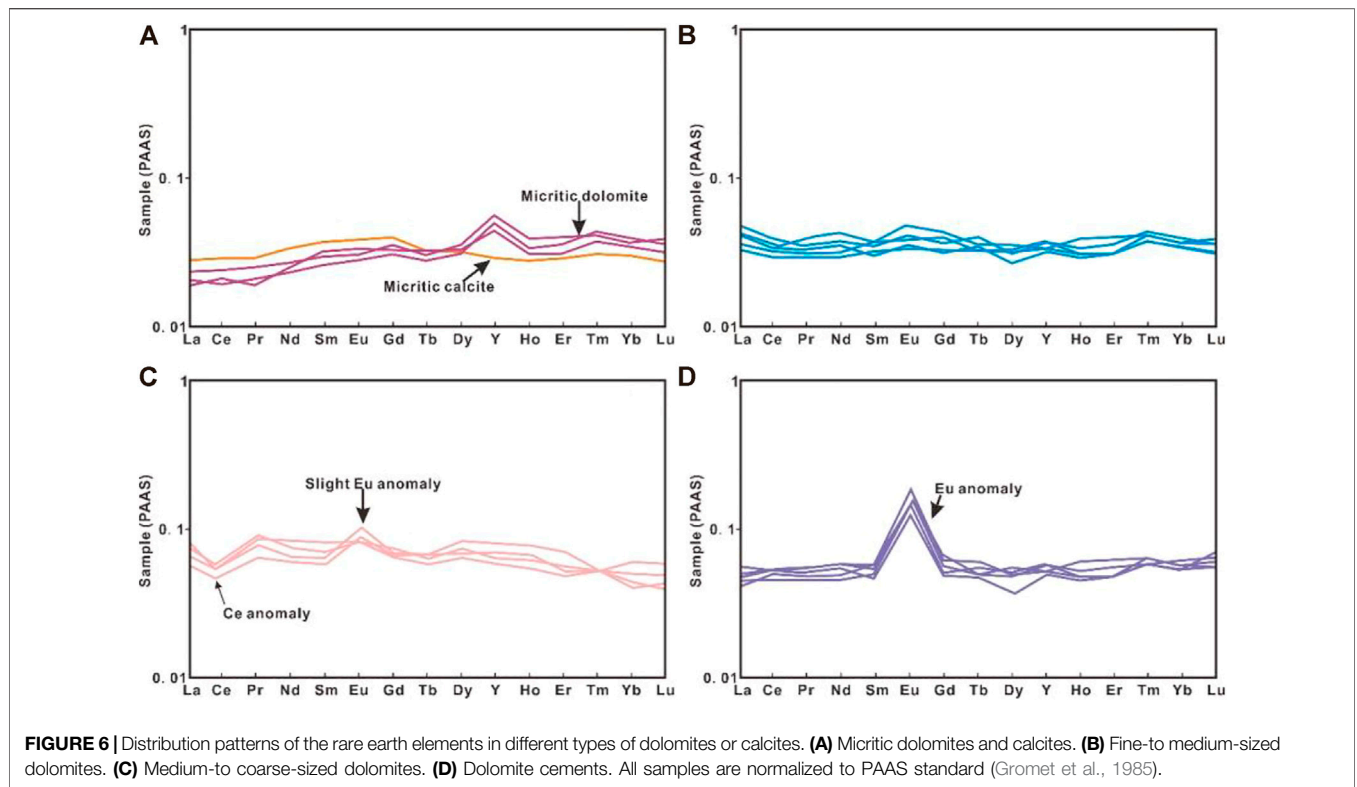 A
1
Sample (PAAS)
0. 1
0. 01
Micritic dolomite
Micritic calcite
La Ce Pr Nd Sm Eu Gd Tb Dy Y Ho Er Tm Yb Lu
B
1
Sample (PAAS)
0. 1
0. 01
La Ce Pr Nd Sm Eu Gd Tb Dy Y Ho Er Tm Yb Lu
C
1
Sample (PAAS)
0. 1
0. 01
Slight Eu anomaly
Ce anomaly
La Ce Pr Nd Sm Eu Gd Tb Dy Y Ho Er Tm Yb Lu
D
1
Sample (PAAS)
0. 1
0. 01
Eu anomaly
La Ce Pr Nd Sm Eu Gd Tb Dy Y Ho Er Tm Yb Lu
FIGURE 6 | Distribution patterns of the rare earth elements in different types of dolomites or calcites. (A) Micritic dolomites and calcites. (B) Fine-to medium-sized
dolomites. (C) Medium-to coarse-sized dolomites. (D) Dolomite cements. All samples are normalized to PAAS standard (Gromet et al., 1985).